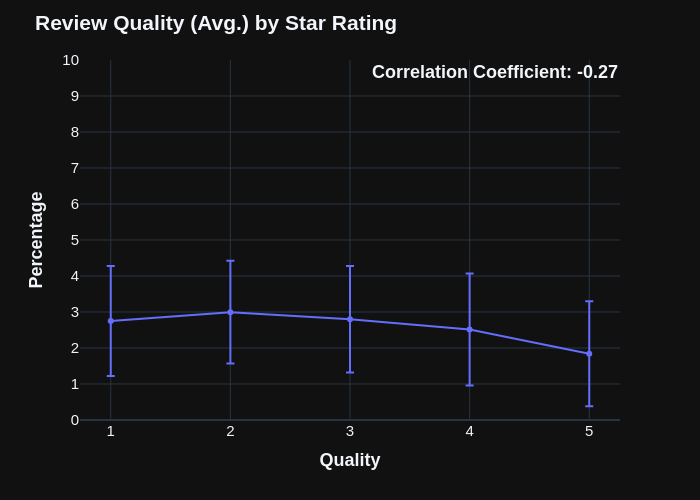 Review Quality (Avg.) by Star Rating
Correlation Coefficient: -0.27
Percentage
10
9
8
7
6
5
4
3
2
1
0
1 2 3 4 5
Quality